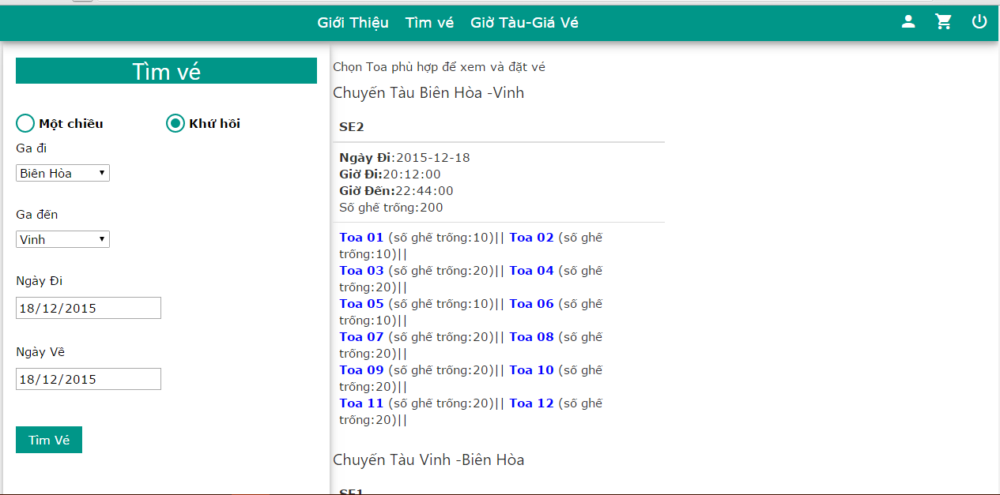 Giới Thiệu Tìm vé Giờ Tàu-Giá Vé
Tìm vé
Một chiều Khứ hồi
Ga đi
Biên Hòa
Ga đến
Vinh
Ngày Đi
18/12/2015
Ngày Về
18/12/2015
Tìm Vé
Chọn Toa phù hợp để xem và đặt vé
Chuyến Tàu Biên Hòa -Vinh
SE2
Ngày Đi:2015-12-18
Giờ Đi:20:12:00
Giờ Đến:22:44:00
Số ghế trống:200
Toa 01 (số ghế trống:10)|| Toa 02 (số ghế
trống:10)||
Toa 03 (số ghế trống:20)|| Toa 04 (số ghế
trống:20)||
Toa 05 (số ghế trống:10)|| Toa 06 (số ghế
trống:10)||
Toa 07 (số ghế trống:20)|| Toa 08 (số ghế
trống:20)||
Toa 09 (số ghế trống:20)|| Toa 10 (số ghế
trống:20)||
Toa 11 (số ghế trống:20)|| Toa 12 (số ghế
trống:20)||
Chuyến Tàu Vinh -Biên Hòa
SE1